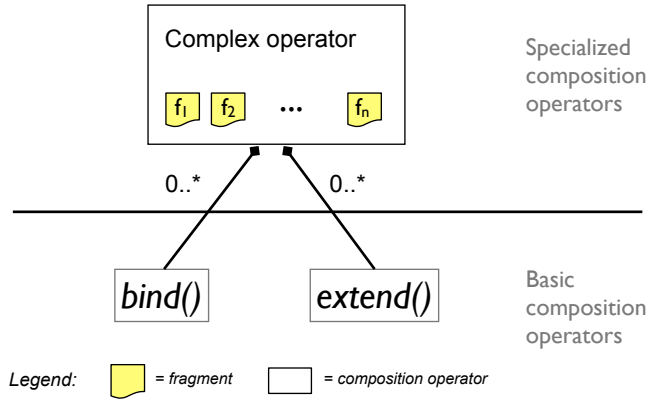 Complex operator
f1 f2 ... fn
Specialized
composition
operators
0..* 0..*
bind() extend()
Basic
composition
operators
Legend: = fragment = composition operator